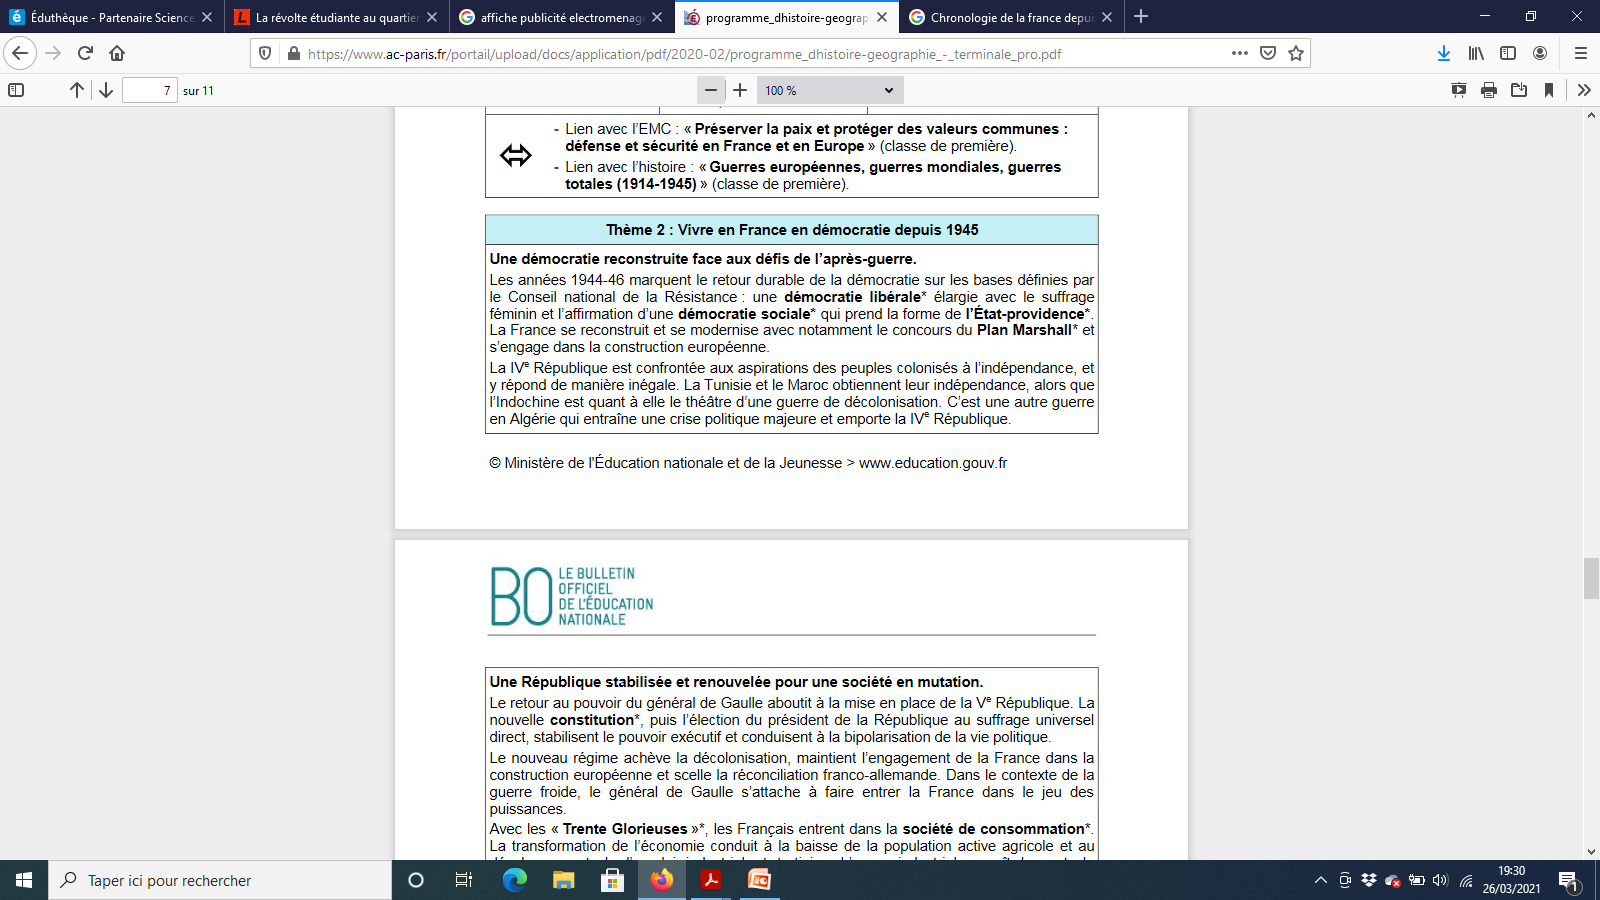 Éduthèque - Partenaire Science
La révolte étudiante au quartier
affiche publicité electromenage
programme_dhistoire-geograph
Chronologie de la france depui
https://www.ac-paris.fr/portail/upload/docs/application/pdf/2020-02/programme_dhistoire-geographie_-_terminale_pro.pdf
7 sur 11
100 %
- Lien avec l'EMC : « Préserver la paix et protéger des valeurs communes :
défense et sécurité en France et en Europe » (classe de première).
- Lien avec l'histoire : « Guerres européennes, guerres mondiales, guerres
totales (1914-1945) » (classe de première).
Thème 2 : Vivre en France en démocratie depuis 1945
Une démocratie reconstruite face aux défis de l'après-guerre.
Les années 1944-46 marquent le retour durable de la démocratie sur les bases définies par
le Conseil national de la Résistance : une démocratie libérale* élargie avec le suffrage
féminin et l'affirmation d'une démocratie sociale* qui prend la forme de l'État-providence*.
La France se reconstruit et se modernise avec notamment le concours du Plan Marshall* et
s'engage dans la construction européenne.
La IVe République est confrontée aux aspirations des peuples colonisés à l'indépendance, et
y répond de manière inégale. La Tunisie et le Maroc obtiennent leur indépendance, alors que
l'Indochine est quant à elle le théâtre d'une guerre de décolonisation. C'est une autre guerre
en Algérie qui entraîne une crise politique majeure et emporte la IVe République.
© Ministère de l'Éducation nationale et de la Jeunesse > www.education.gouv.fr
BO
LE BULLETIN
OFFICIEL
DE L'ÉDUCATION
NATIONALE
Une République stabilisée et renouvelée pour une société en mutation.
Le retour au pouvoir du général de Gaulle aboutit à la mise en place de la Ve République. La
nouvelle constitution*, puis l'élection du président de la République au suffrage universel
direct, stabilisent le pouvoir exécutif et conduisent à la bipolarisation de la vie politique.
Le nouveau régime achève la décolonisation, maintient l'engagement de la France dans la
construction européenne et scelle la réconciliation franco-allemande. Dans le contexte de la
guerre froide, le général de Gaulle s'attache à faire entrer la France dans le jeu des
puissances.
Avec les « Trente Glorieuses »*, les Français entrent dans la société de consommation*.
La transformation de l'économie conduit à la baisse de la population active agricole et au
Taper ici pour rechercher
19:30
26/03/2021
1